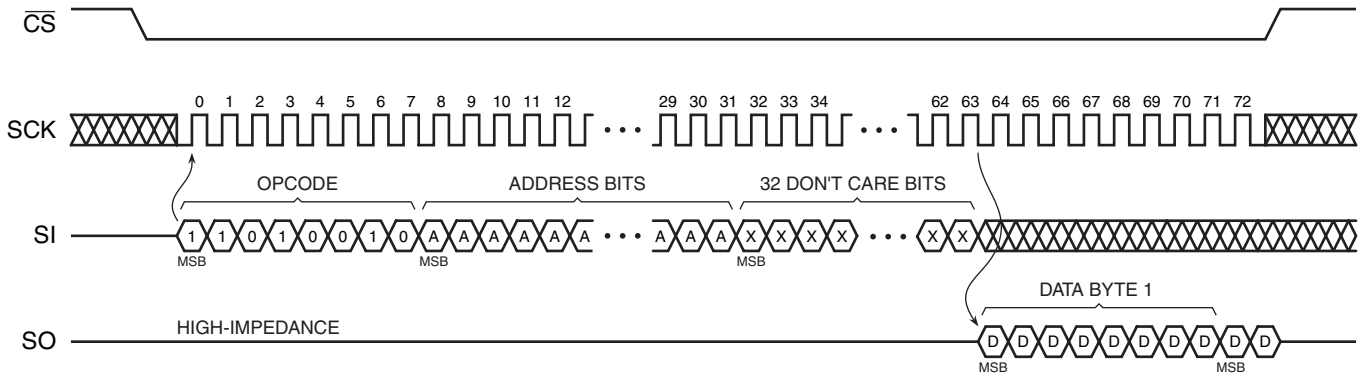 CS
0 1 2 3 4 5 6 7 8 9 10 11 12 29 30 31 32 33 34 62 63 64 65 66 67 68 69 70 71 72
SCK
OPCODE ADDRESS BITS 32 DON'T CARE BITS
SI 1 1 0 1 0 0 1 0 A A A A A A • • • A A A X X X X • • • X X
MSB MSB MSB
DATA BYTE 1
HIGH-IMPEDANCE
SO D D D D D D D D D D
MSB MSB